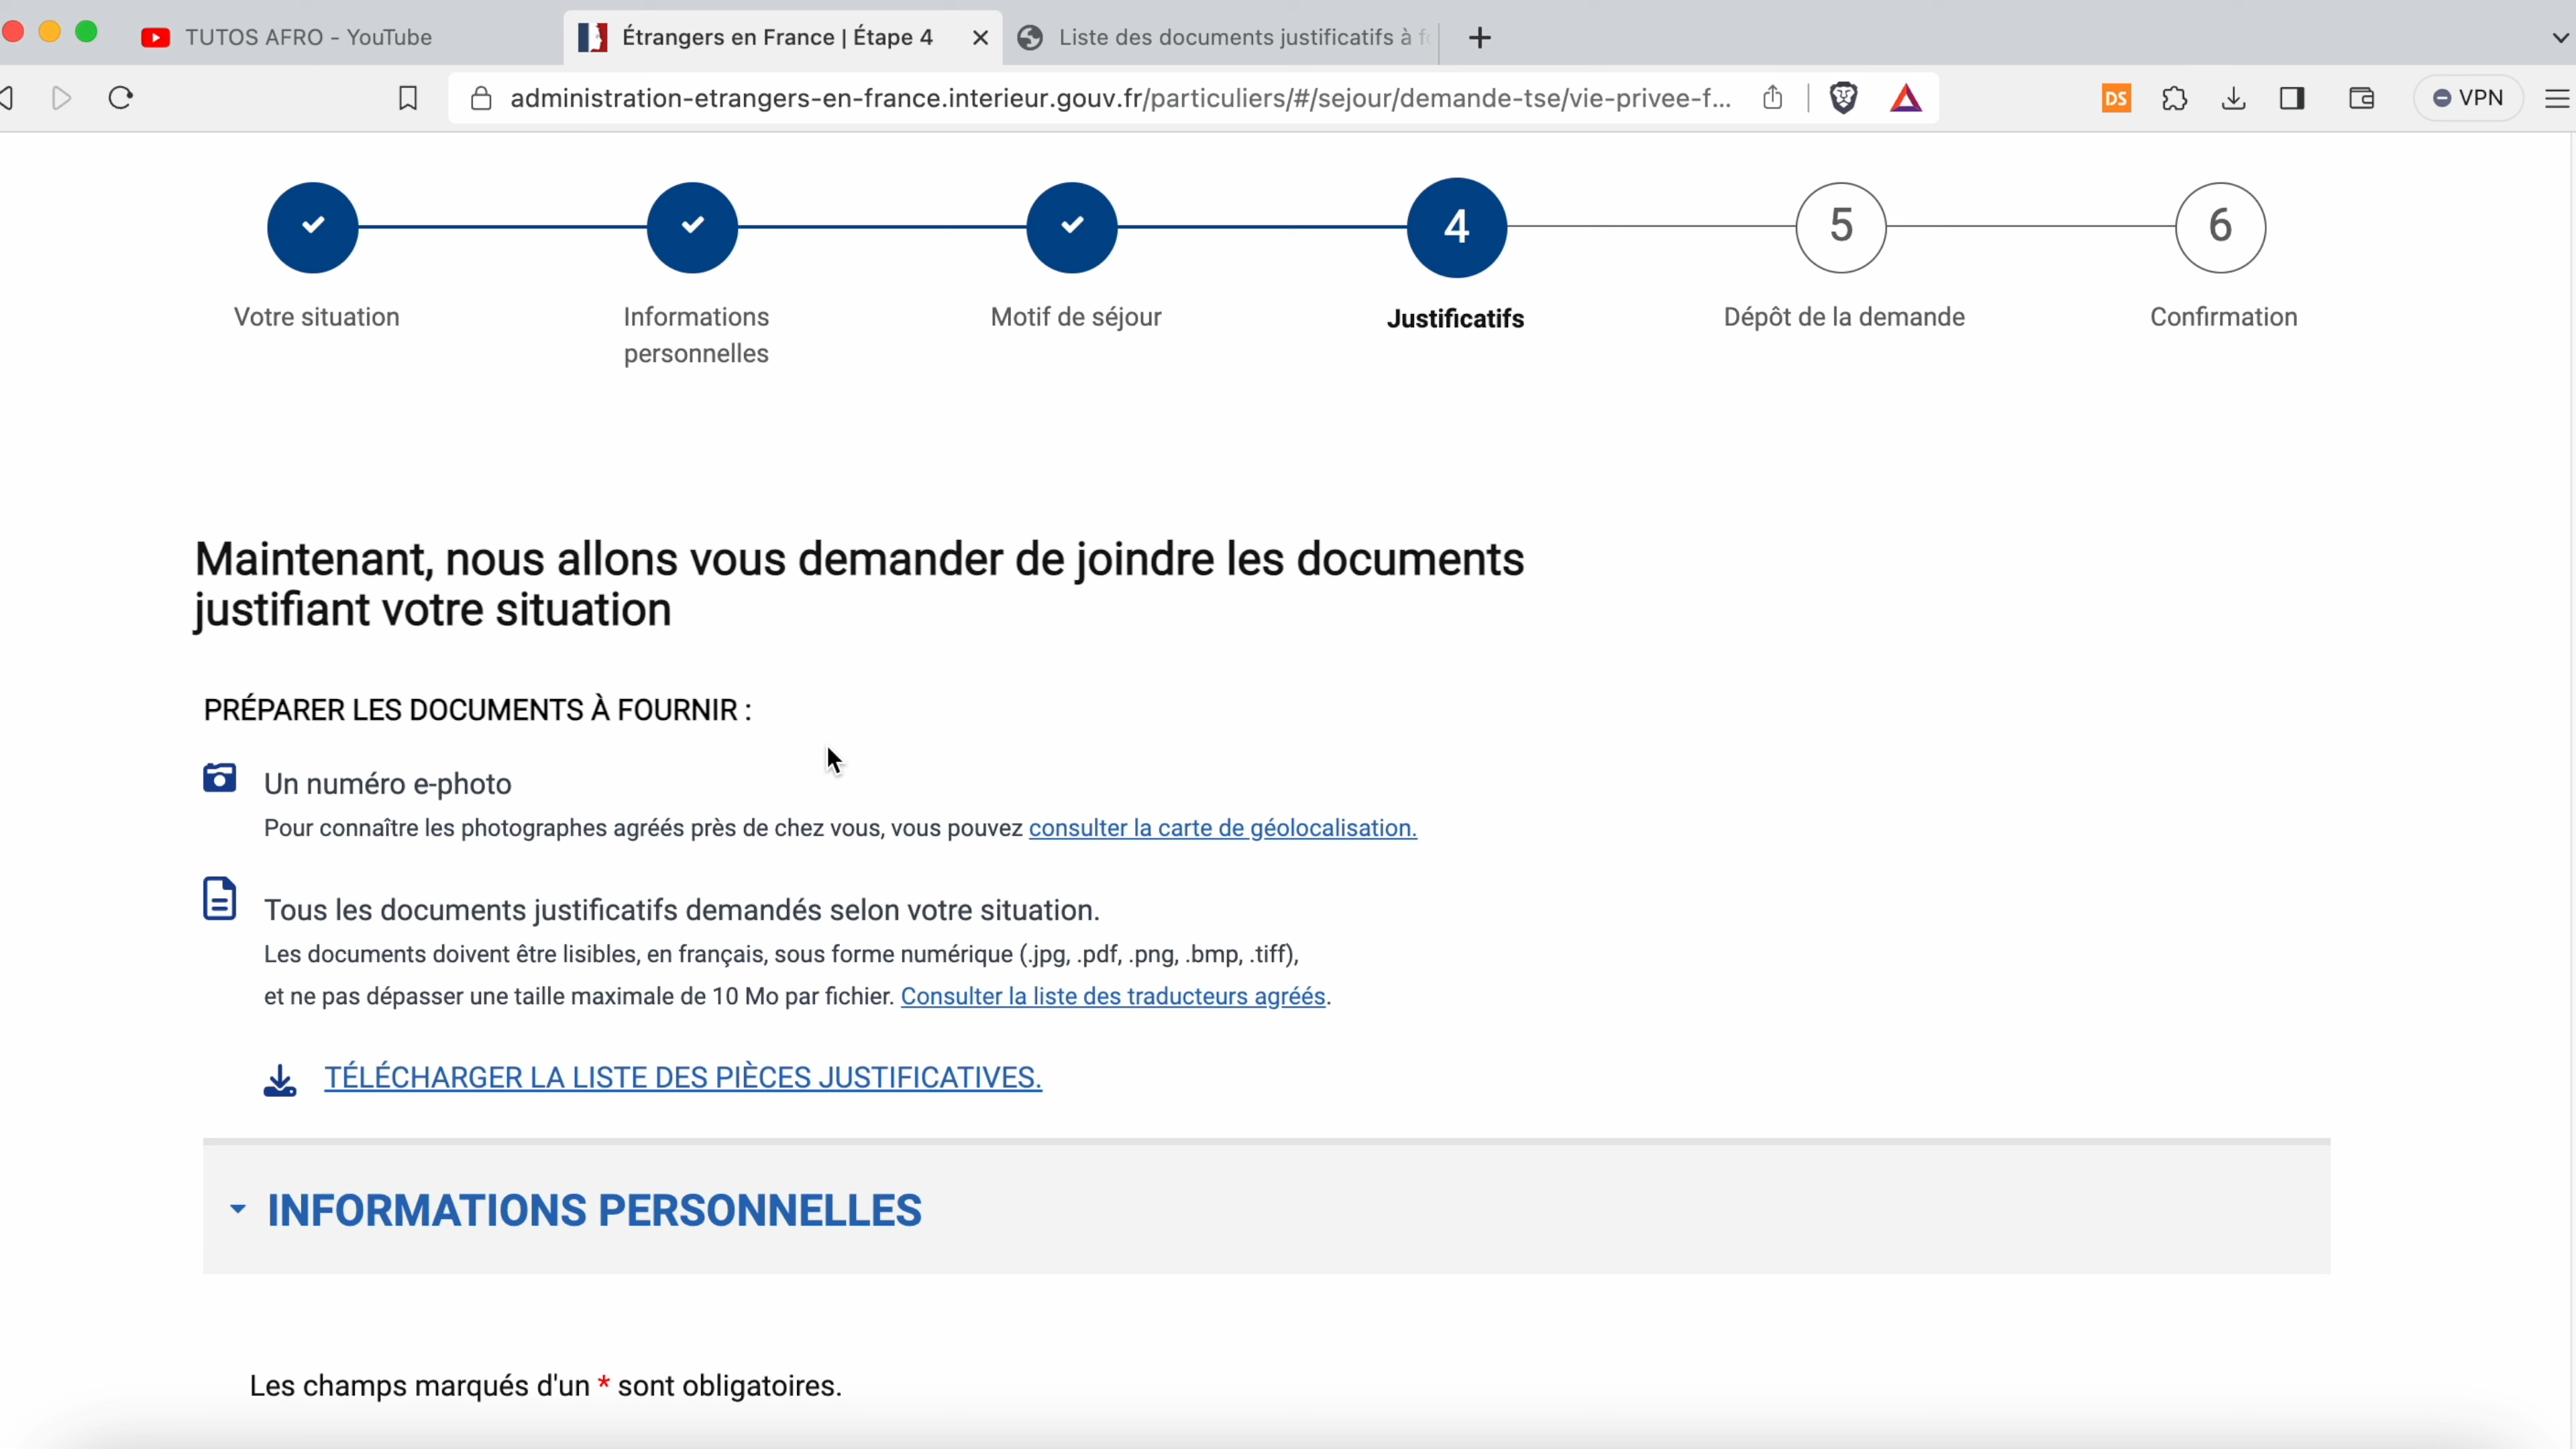 TUTOS AFRO - YouTube
Étrangers en France | Étape 4
Liste des documents justificatifs à
administration-etrangers-en-france.interieur.gouv.fr/particuliers/#/sejour/demande-tse/vie-privee-f...
DS
VPN
4
5
6
Votre situation
Informations
personnelles
Motif de séjour
Justificatifs
Dépôt de la demande
Confirmation
Maintenant, nous allons vous demander de joindre les documents
justifiant votre situation
PRÉPARER LES DOCUMENTS À FOURNIR :
Un numéro e-photo
Pour connaître les photographes agréés près de chez vous, vous pouvez consulter la carte de géolocalisation.
Tous les documents justificatifs demandés selon votre situation.
Les documents doivent être lisibles, en français, sous forme numérique (.jpg, .pdf, .png, .bmp, .tiff),
et ne pas dépasser une taille maximale de 10 Mo par fichier. Consulter la liste des traducteurs agréés.
TÉLÉCHARGER LA LISTE DES PIÈCES JUSTIFICATIVES.
INFORMATIONS PERSONNELLES
Les champs marqués d'un * sont obligatoires.